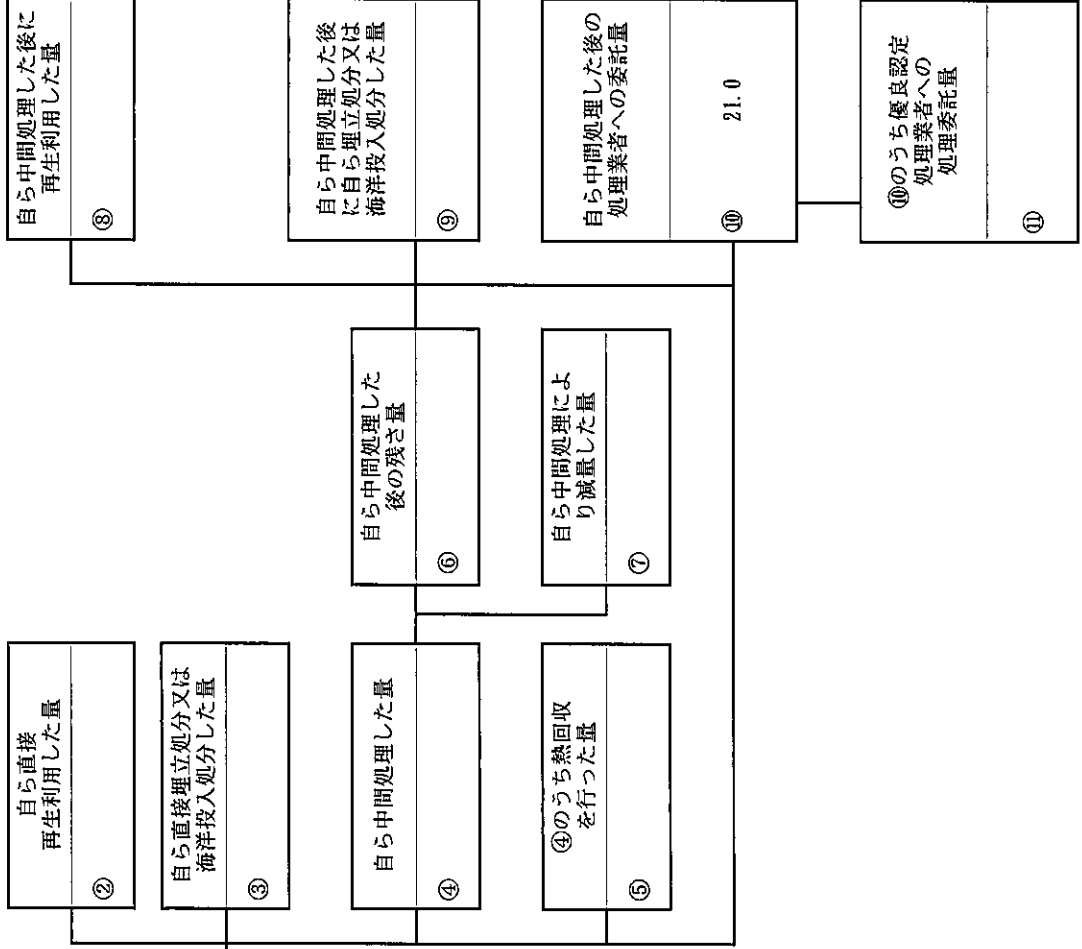 自ら直接
再生利用した量
②
自ら直接埋立処分又は
海洋投入処分した量
③
自ら中間処理した量
④
④のうち熱回収
を行った量
⑤
自ら中間処理した
後の残さ量
⑥
自ら中間処理によ
り減量した量
⑦
自ら中間処理した後に
再生利用した量
⑧
自ら中間処理した後
に自ら埋立処分又は
海洋投入処分した量
⑨
自ら中間処理した後の
処理業者への委託量
⑩ 21.0
⑩のうち優良認定
処理業者への
処理委託量
⑪